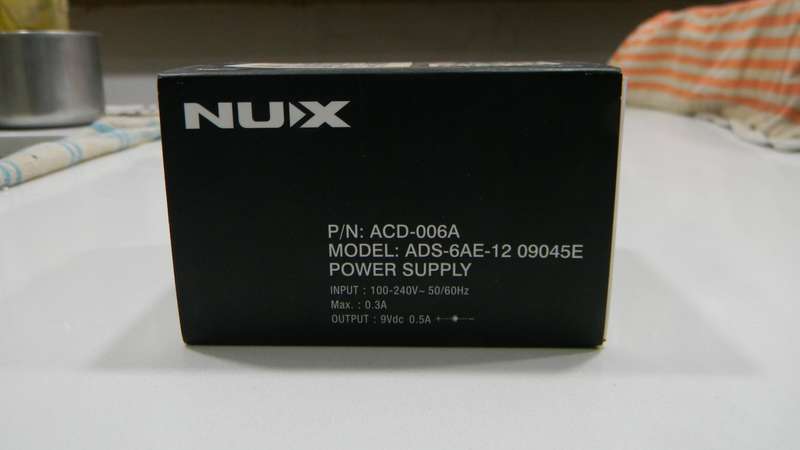 NUX
P/N: ACD-006A
MODEL: ADS-6AE-12 09045E
POWER SUPPLY
INPUT : 100-240V~ 50/60Hz
Max. : 0.3A
OUTPUT : 9Vdc 0.5A